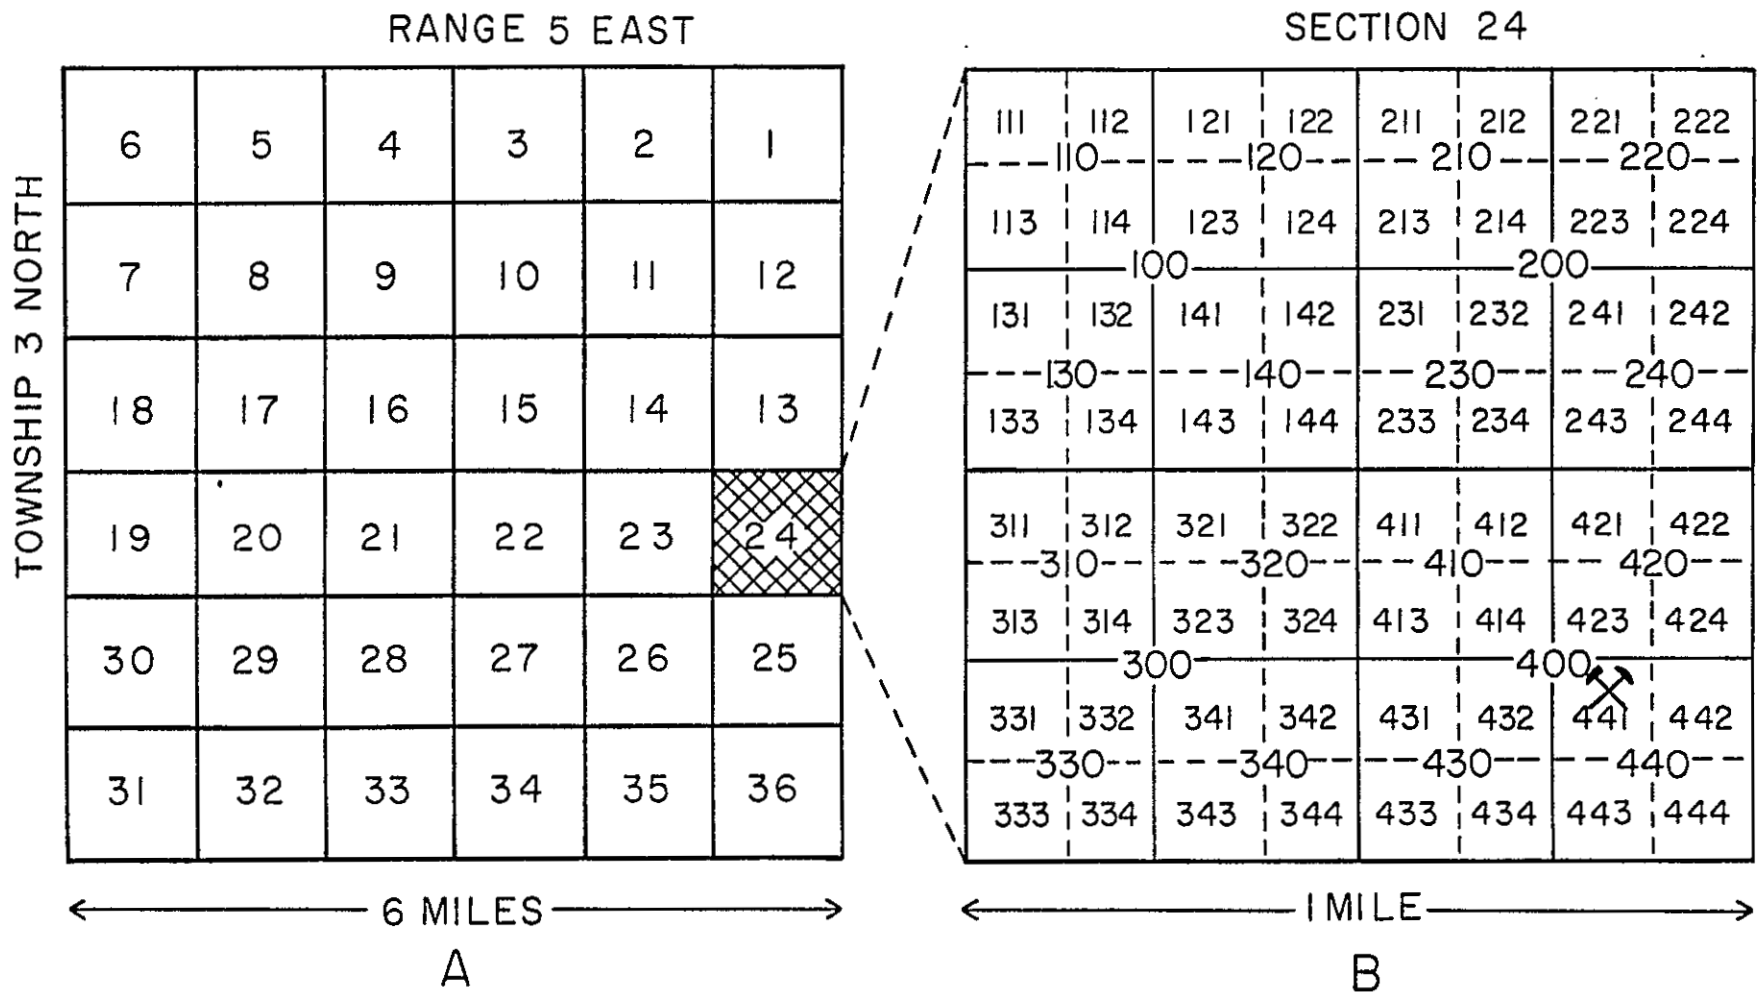 RANGE 5 EAST
TOWNSHIP 3 NORTH
6 5 4 3 2 1
7 8 9 10 11 12
18 17 16 15 14 13
19 20 21 22 23 24
30 29 28 27 26 25
31 32 33 34 35 36
6 MILES
A
SECTION 24
111 112 121 122 211 212 221 222
110 120 210 220
113 114 123 124 213 214 223 224
100 200
131 132 141 142 231 232 241 242
130 140 230 240
133 134 143 144 233 234 243 244
311 312 321 322 411 412 421 422
310 320 410 420
313 314 323 324 413 414 423 424
300 400
331 332 341 342 431 432 441 442
330 340 430 440
333 334 343 344 433 434 443 444
1 MILE
B